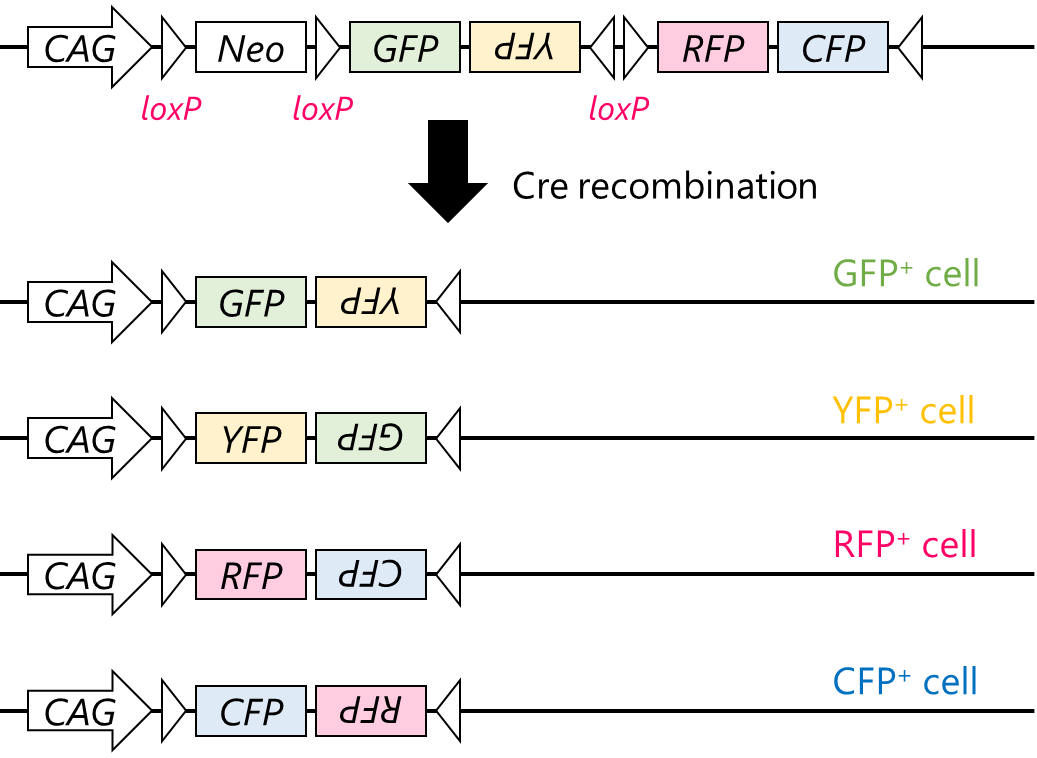 CAG Neo GFP YFP RFP CFP
loxP loxP loxP
Cre recombination
GFP⁺ cell
CAG GFP YFP
YFP⁺ cell
CAG YFP GFP
RFP⁺ cell
CAG RFP CFP
CFP⁺ cell
CAG CFP RFP